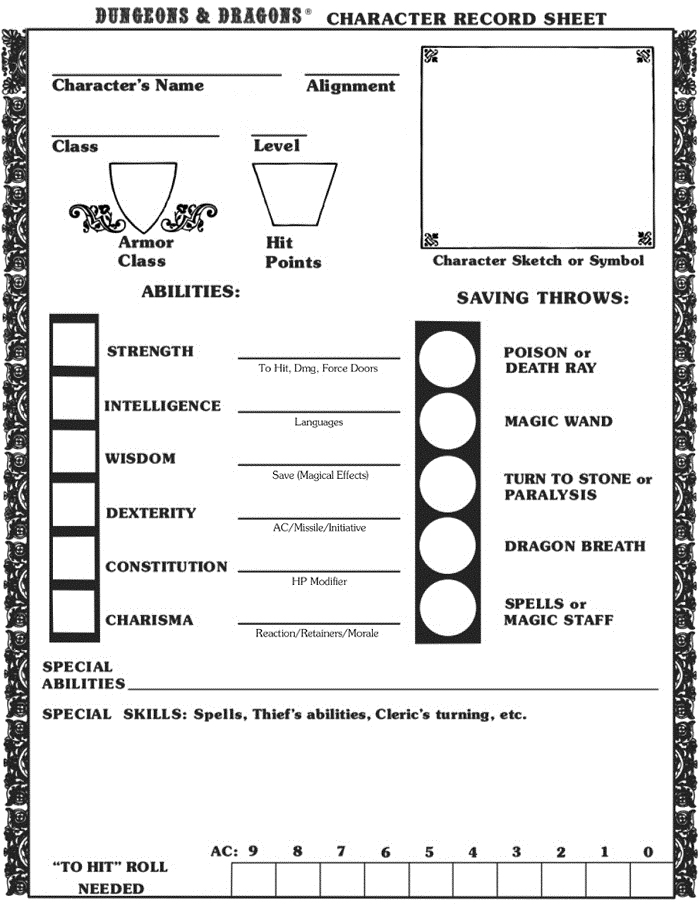 DUNGEONS & DRAGONS® CHARACTER RECORD SHEET
Character's Name
Alignment
Class
Level
Armor
Class
Hit
Points
Character Sketch or Symbol
ABILITIES:
STRENGTH
To Hit, Dmg, Force Doors
INTELLIGENCE
Languages
WISDOM
Save (Magical Effects)
DEXTERITY
AC/Missile/Initiative
CONSTITUTION
HP Modifier
CHARISMA
Reaction/Retainers/Morale
SAVING THROWS:
POISON or
DEATH RAY
MAGIC WAND
TURN TO STONE or
PARALYSIS
DRAGON BREATH
SPELLS or
MAGIC STAFF
SPECIAL
ABILITIES
SPECIAL SKILLS: Spells, Thief's abilities, Cleric's turning, etc.
AC: 9 8 7 6 5 4 3 2 1 0
"TO HIT" ROLL
NEEDED